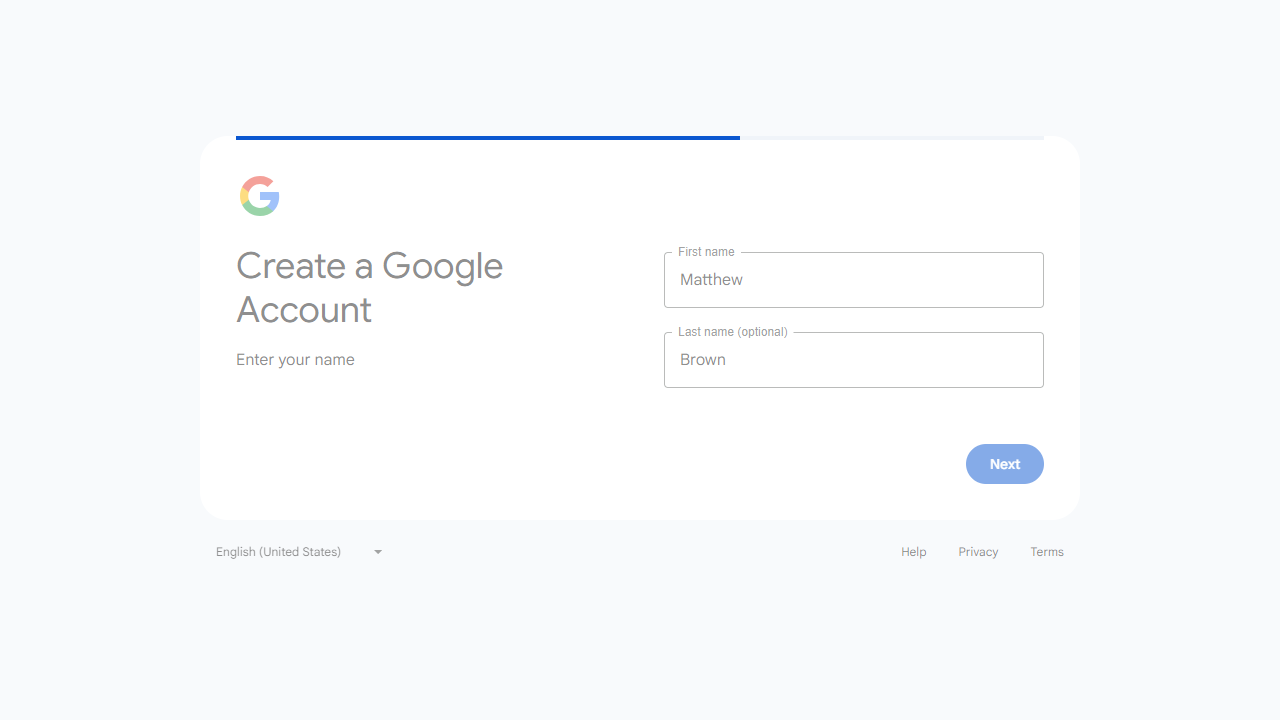 Create a Google
Account
Enter your name
First name
Matthew
Last name (optional)
Brown
Next
English (United States)
Help
Privacy
Terms